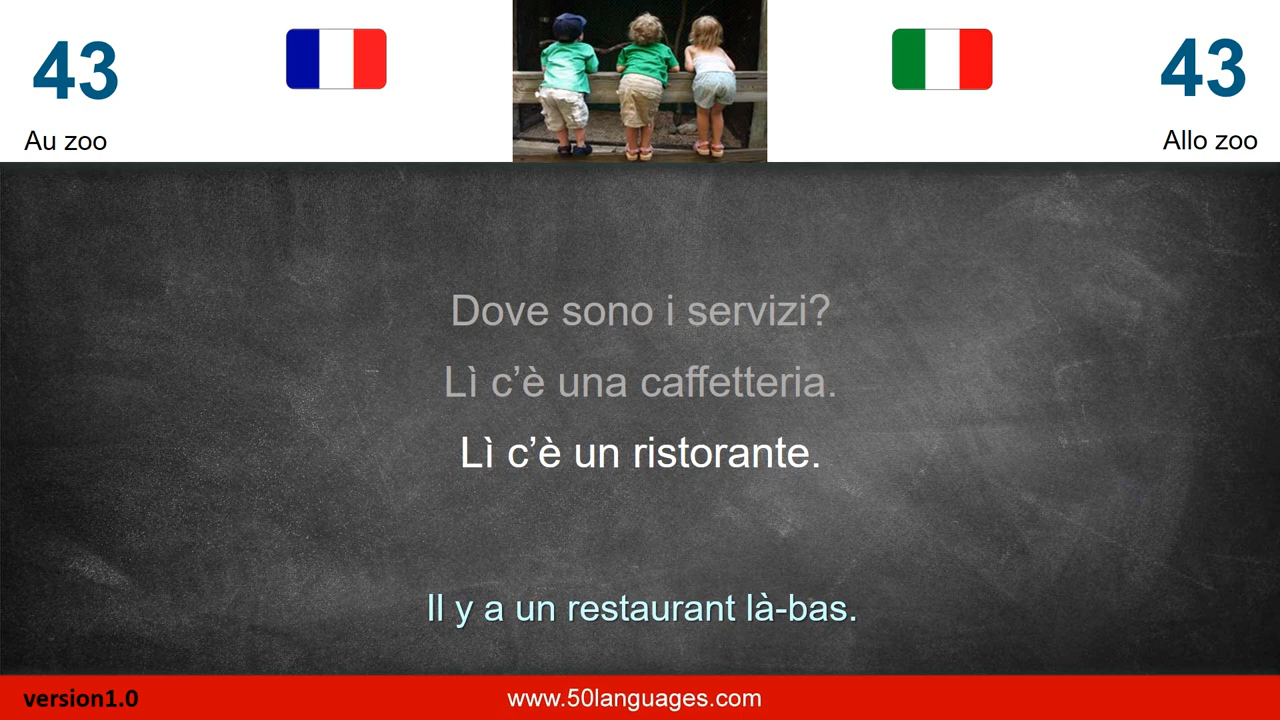 43
43
Au zoo
Allo zoo
Dove sono i servizi?
Lì c’è una caffetteria.
Lì c’è un ristorante.
Il y a un restaurant là-bas.
version1.0
www.50languages.com